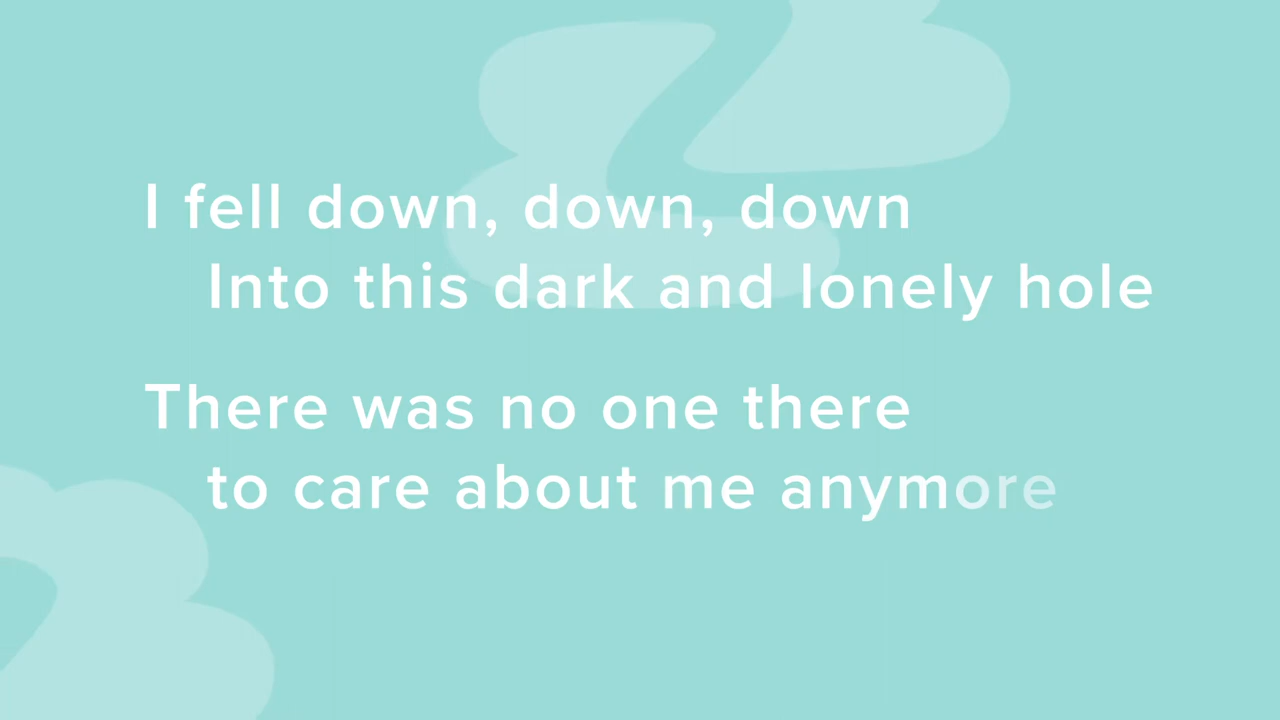 I fell down, down, down
Into this dark and lonely hole
There was no one there
to care about me anymore